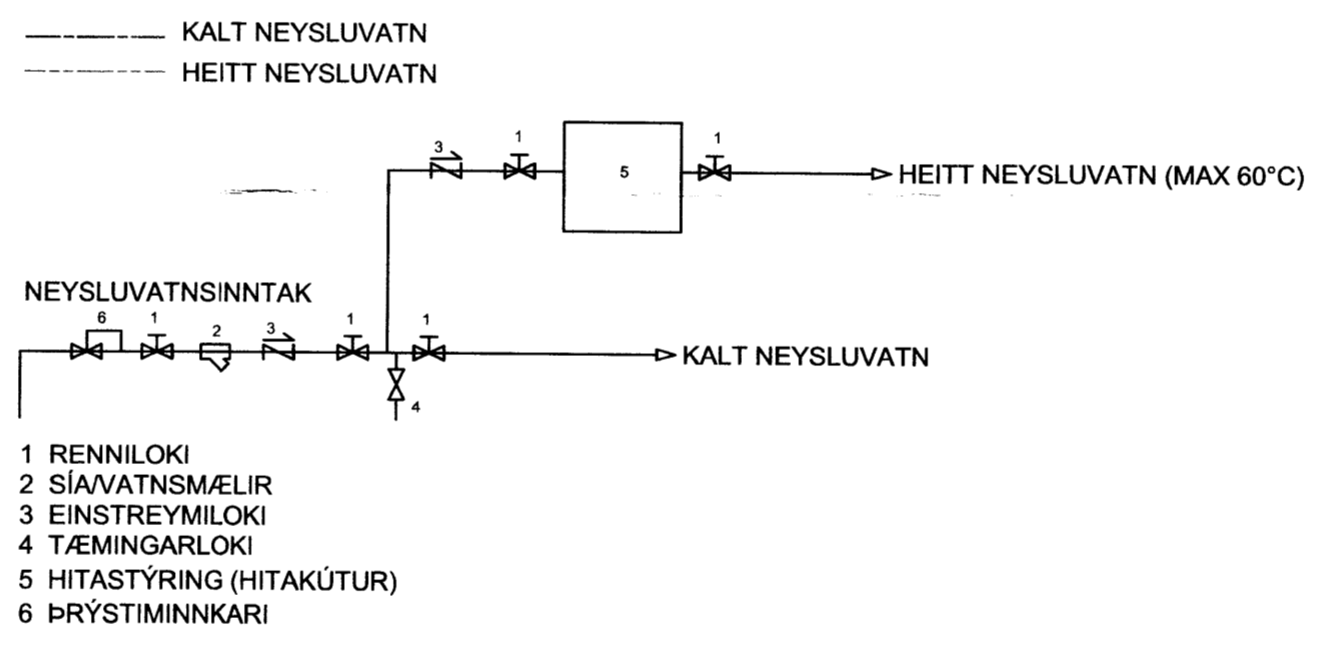 KALT NEYSLUVATN
HEITT NEYSLUVATN
3 1 5 1
HEITT NEYSLUVATN (MAX 60°C)
NEYSLUVATNSINNTAK
6 1 2 3 1 1
KALT NEYSLUVATN
4
1 RENNILOKI
2 SÍA/VATNSMÆLIR
3 EINSTREYMILOKI
4 TÆMINGARLOKI
5 HITASTÝRING (HITAKÚTUR)
6 ÞRÝSTIMINNKARI